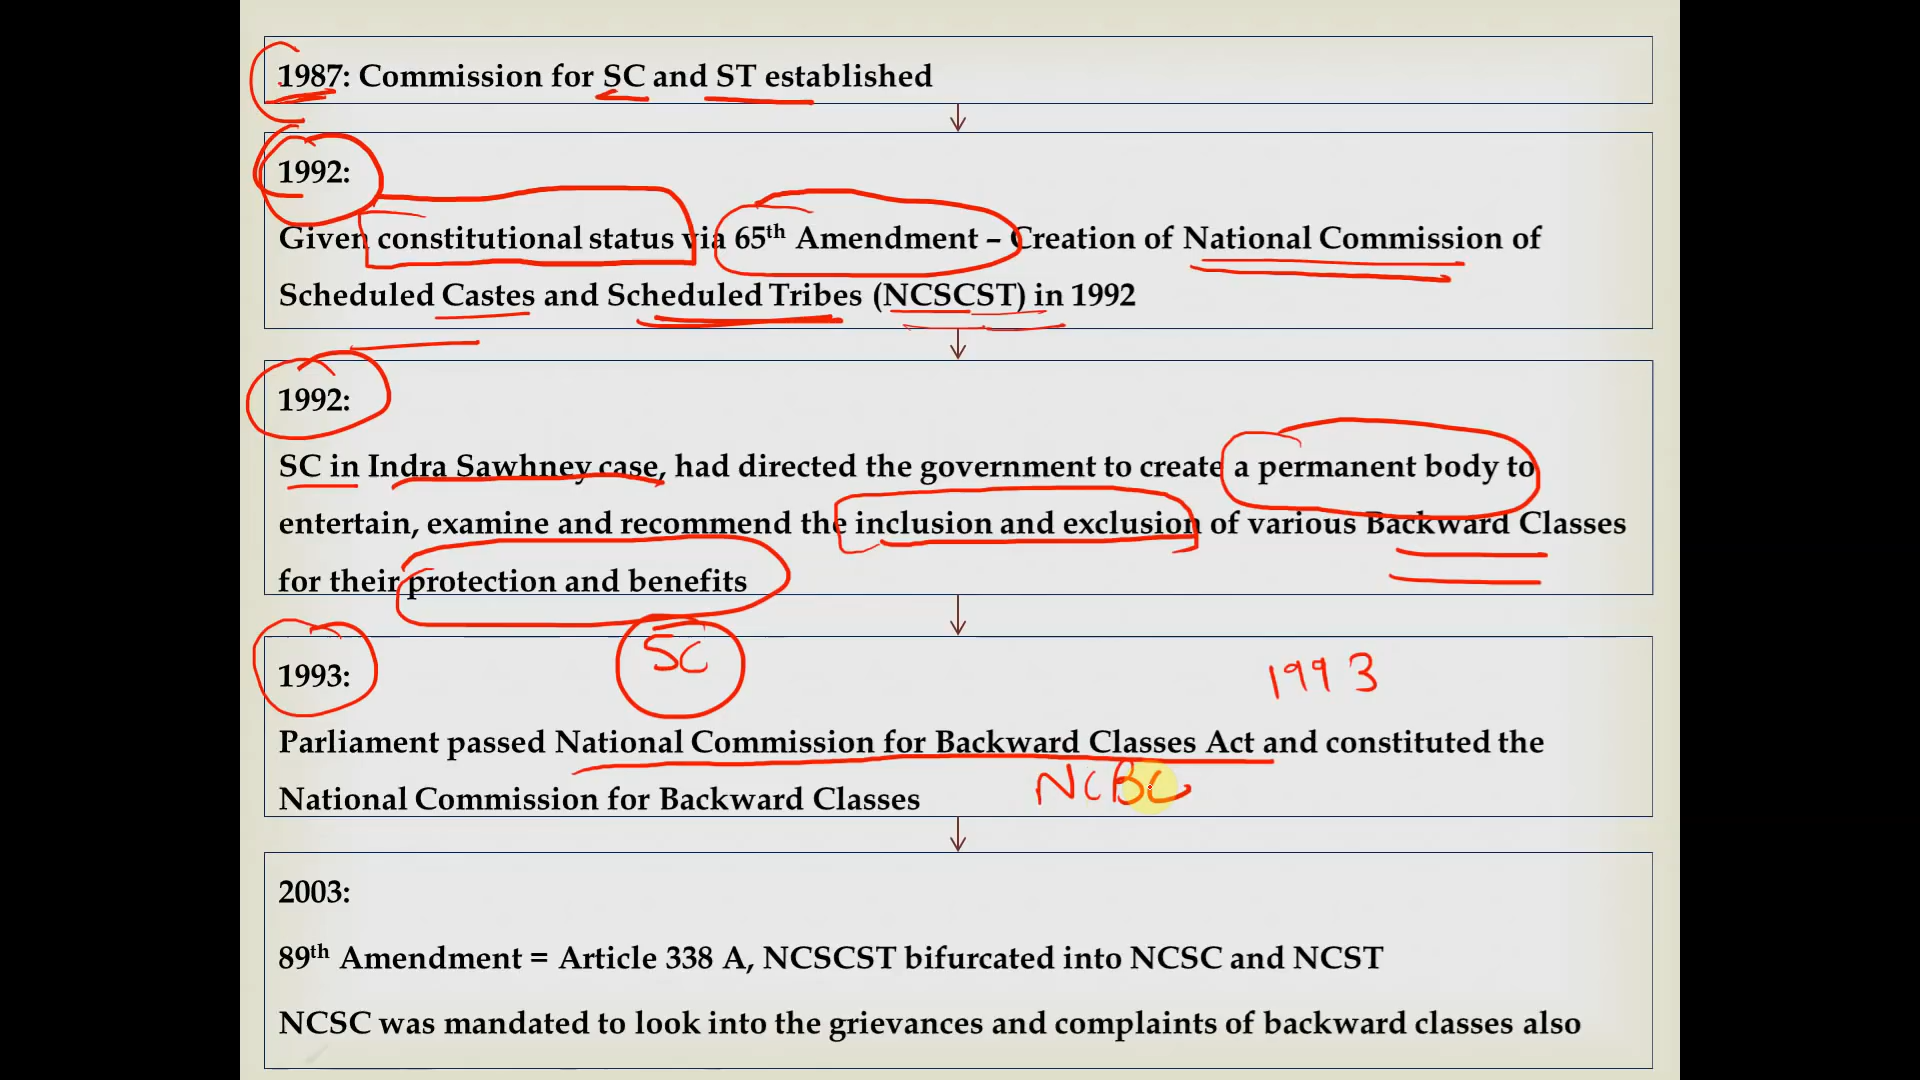 1987: Commission for SC and ST established
1992:
Given constitutional status via 65th Amendment – Creation of National Commission of
Scheduled Castes and Scheduled Tribes (NCSCST) in 1992
1992:
SC in Indra Sawhney case, had directed the government to create a permanent body to
entertain, examine and recommend the inclusion and exclusion of various Backward Classes
for their protection and benefits
SC
1993:
1993
Parliament passed National Commission for Backward Classes Act and constituted the
National Commission for Backward Classes
NCBC
2003:
89th Amendment = Article 338 A, NCSCST bifurcated into NCSC and NCST
NCSC was mandated to look into the grievances and complaints of backward classes also